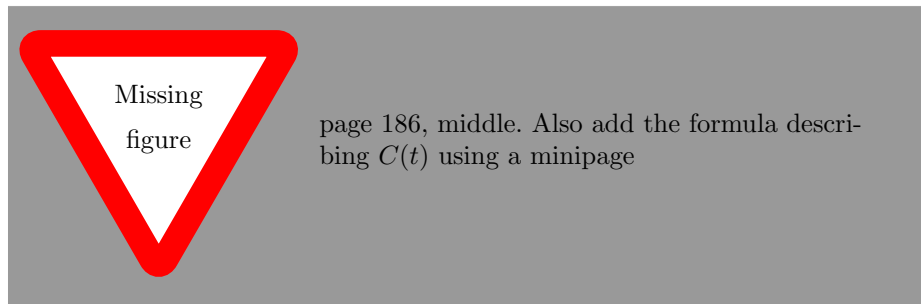 Missing
figure
page 186, middle. Also add the formula descri-
bing C(t) using a minipage